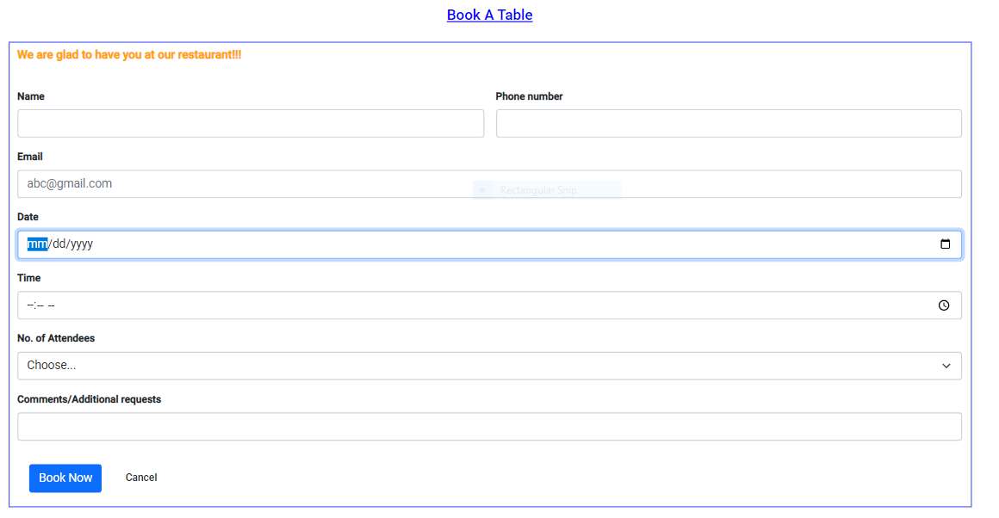 Book A Table
We are glad to have you at our restaurant!!!
Name
Phone number
Email
abc@gmail.com
Rectangular Snip
Date
mm/dd/yyyy
Time
--:-- --
No. of Attendees
Choose...
Comments/Additional requests
Book Now
Cancel